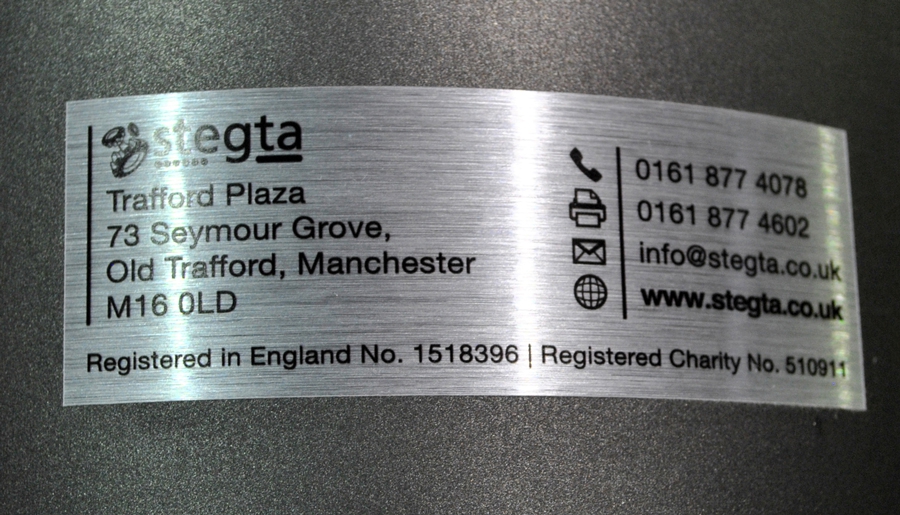 stegta
Trafford Plaza
73 Seymour Grove,
Old Trafford, Manchester
M16 0LD
0161 877 4078
0161 877 4602
info@stegta.co.uk
www.stegta.co.uk
Registered in England No. 1518396 | Registered Charity No. 510911